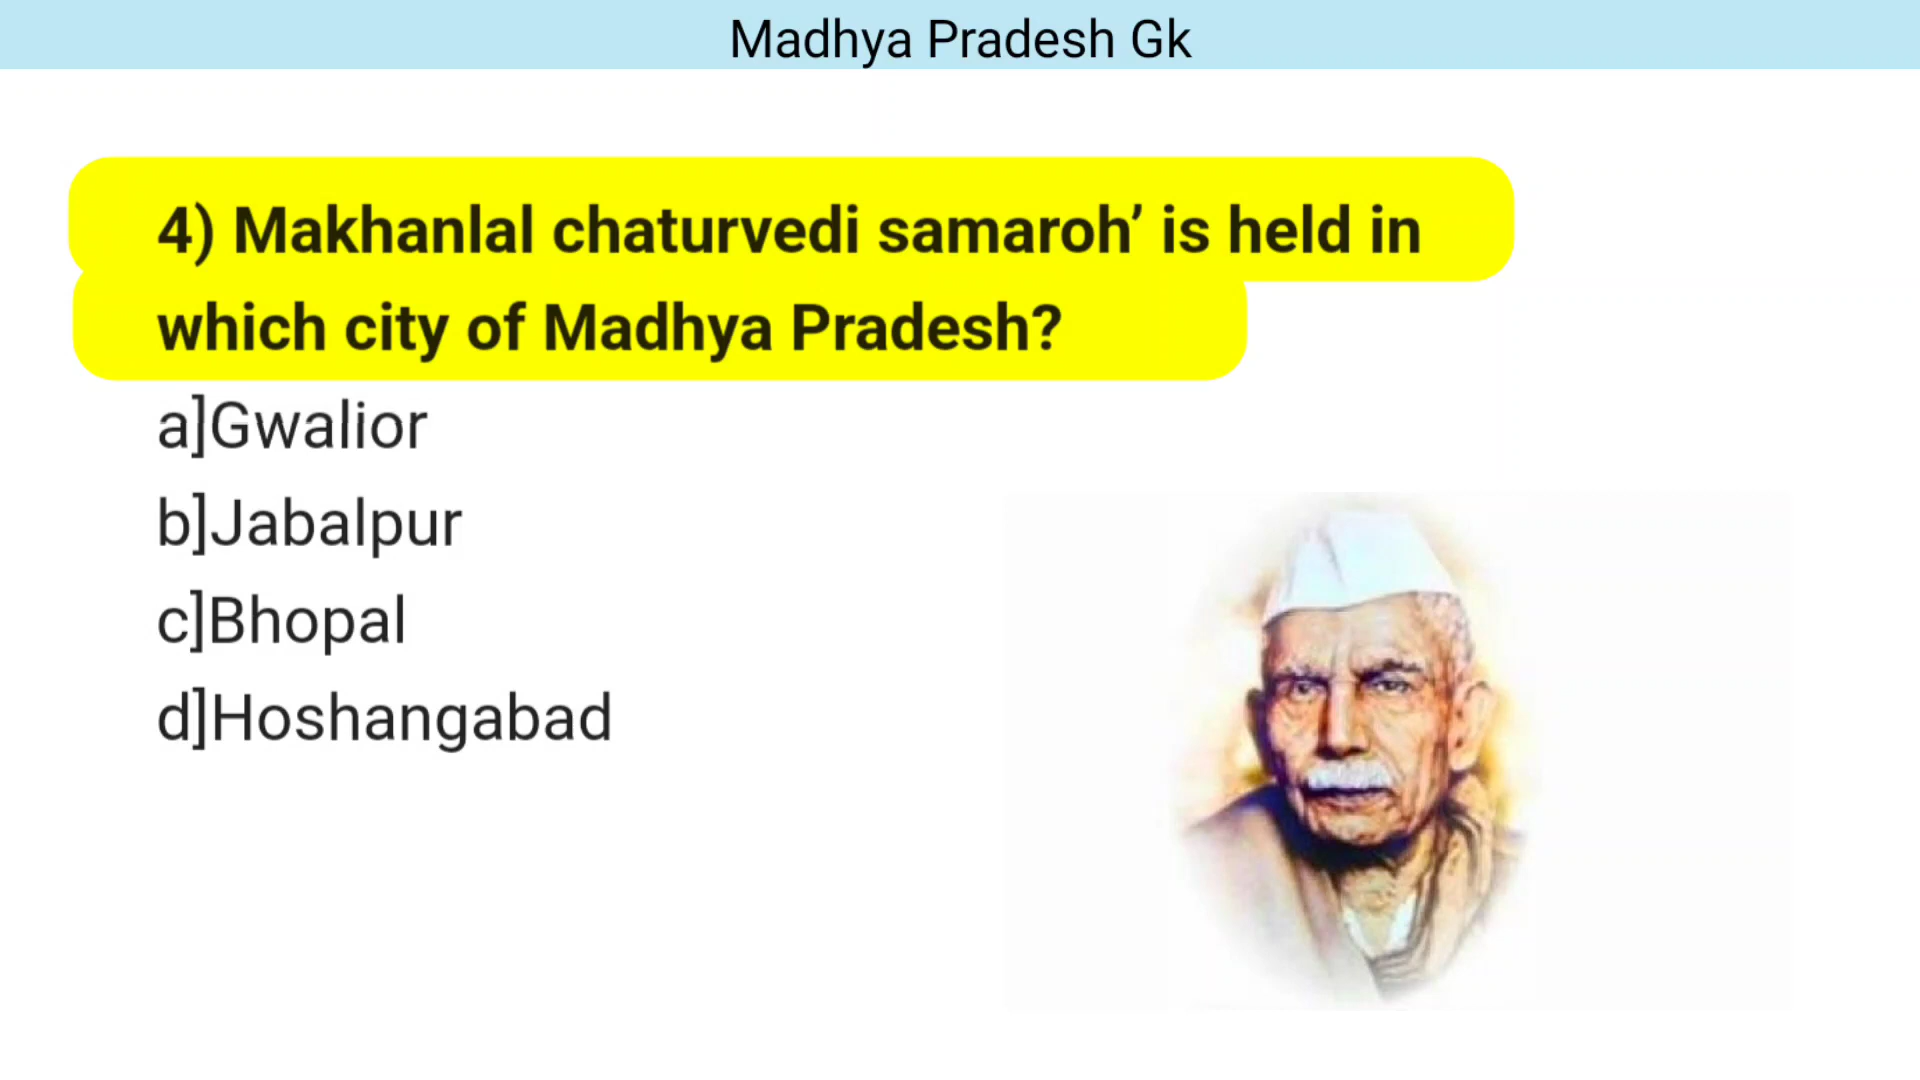 Madhya Pradesh Gk
4) Makhanlal chaturvedi samaroh’ is held in
which city of Madhya Pradesh?
a]Gwalior
b]Jabalpur
c]Bhopal
d]Hoshangabad